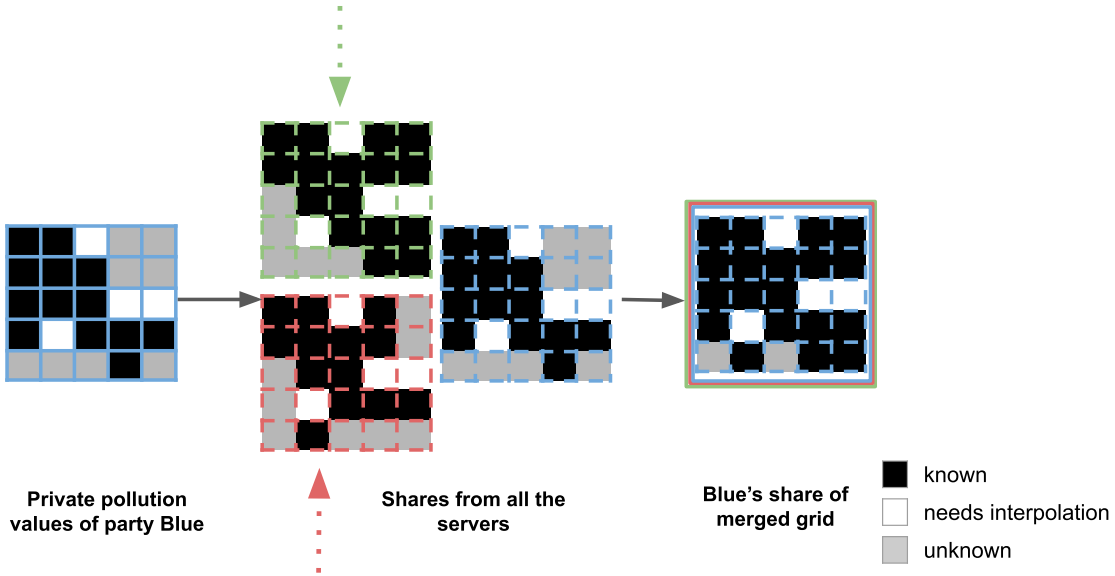 Private pollution
values of party Blue
Shares from all the
servers
Blue's share of
merged grid
known
needs interpolation
unknown